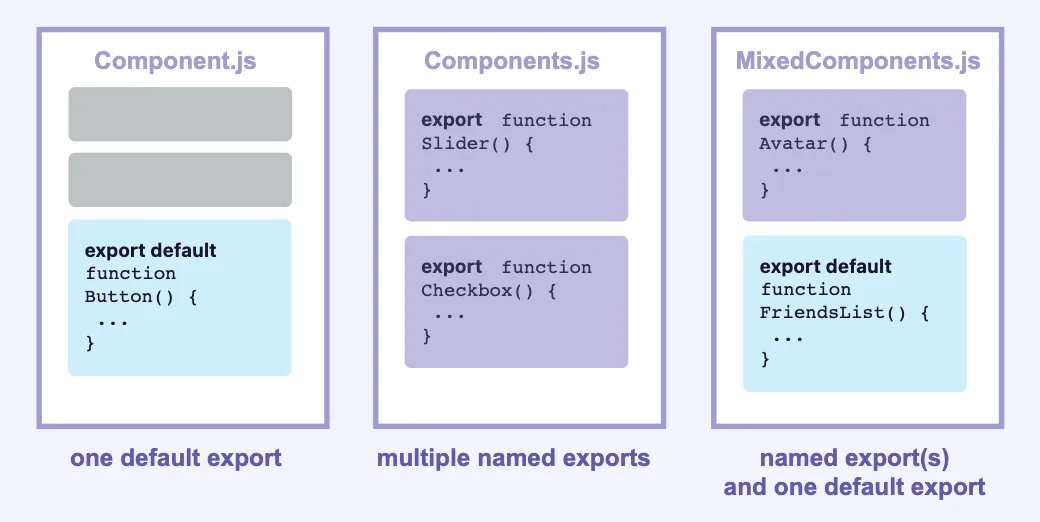 Component.js
export default
function
Button() {
...
}
one default export
Components.js
export function
Slider() {
...
}
export function
Checkbox() {
...
}
multiple named exports
MixedComponents.js
export function
Avatar() {
...
}
export default
function
FriendsList() {
...
}
named export(s)
and one default export